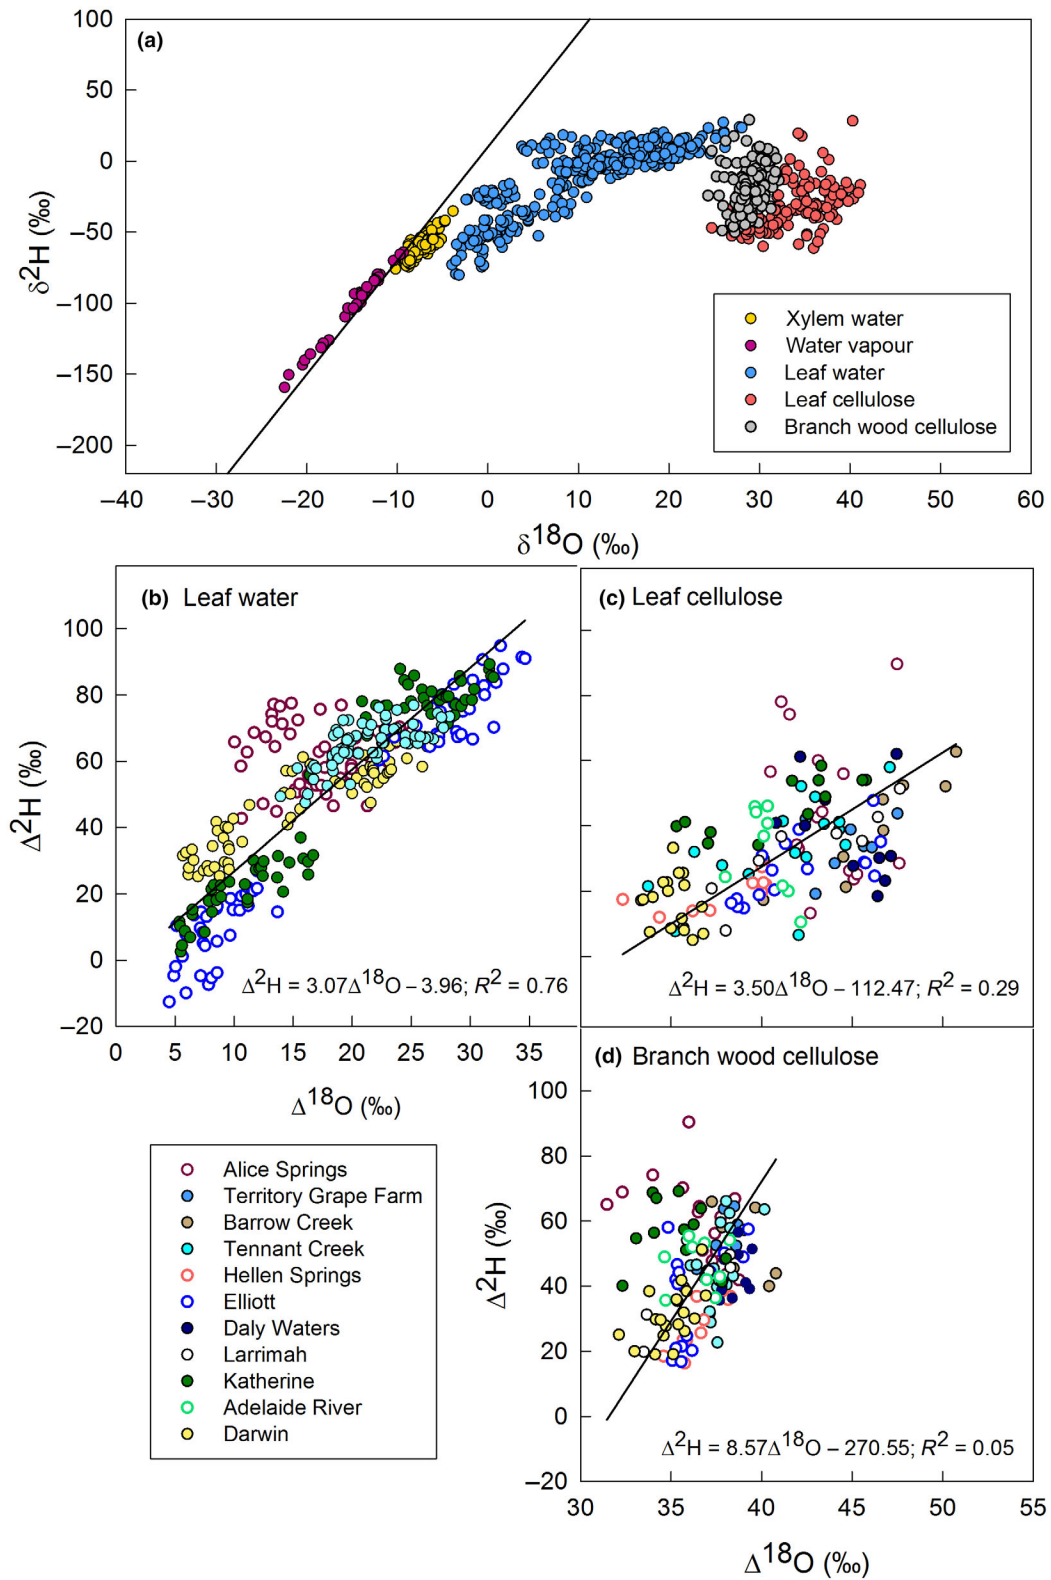 (a)
100
50
0
–50
–100
–150
–200
δ²H (‰)
Xylem water
Water vapour
Leaf water
Leaf cellulose
Branch wood cellulose
–40 –30 –20 –10 0 10 20 30 40 50 60
δ¹⁸O (‰)
(b) Leaf water
100
80
60
40
20
0
–20
Δ²H (‰)
Δ²H = 3.07Δ¹⁸O – 3.96; R² = 0.76
0 5 10 15 20 25 30 35
Δ¹⁸O (‰)
(c) Leaf cellulose
Δ²H = 3.50Δ¹⁸O – 112.47; R² = 0.29
(d) Branch wood cellulose
100
80
60
40
20
0
–20
Δ²H (‰)
Δ²H = 8.57Δ¹⁸O – 270.55; R² = 0.05
30 35 40 45 50 55
Δ¹⁸O (‰)
Alice Springs
Territory Grape Farm
Barrow Creek
Tennant Creek
Hellen Springs
Elliott
Daly Waters
Larrimah
Katherine
Adelaide River
Darwin